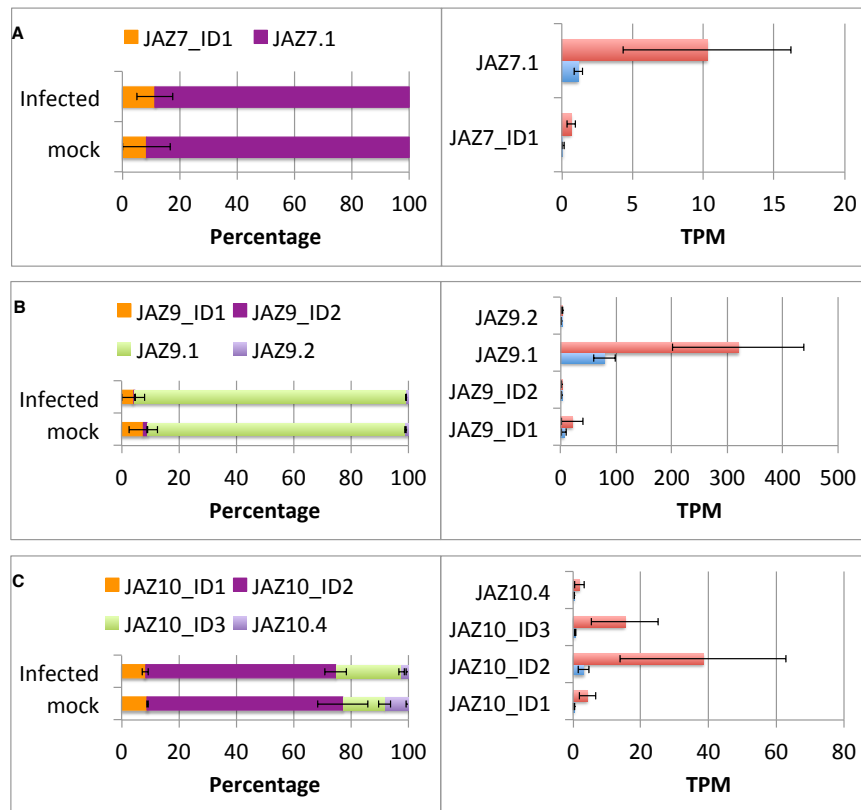 A
JAZ7_ID1 JAZ7.1
Infected
mock
0 20 40 60 80 100
Percentage
JAZ7.1
JAZ7_ID1
0 5 10 15 20
TPM
B
JAZ9_ID1 JAZ9_ID2
JAZ9.1 JAZ9.2
Infected
mock
0 20 40 60 80 100
Percentage
JAZ9.2
JAZ9.1
JAZ9_ID2
JAZ9_ID1
0 100 200 300 400 500
TPM
C
JAZ10_ID1 JAZ10_ID2
JAZ10_ID3 JAZ10.4
Infected
mock
0 20 40 60 80 100
Percentage
JAZ10.4
JAZ10_ID3
JAZ10_ID2
JAZ10_ID1
0 20 40 60 80
TPM